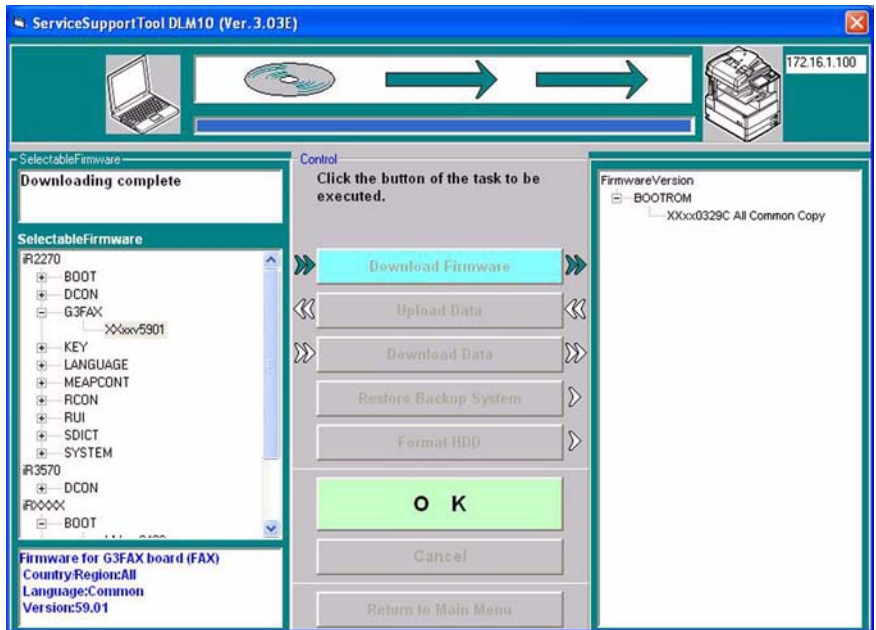 ServiceSupportTool DLM10 (Ver.3.03E)
172.16.1.100
SelectableFirmware
Downloading complete
SelectableFirmware
iR2270
BOOT
DCON
G3FAX
XXxxv5901
KEY
LANGUAGE
MEAPCONT
RCON
RUI
SDICT
SYSTEM
iR3570
DCON
iRXXXX
BOOT
Firmware for G3FAX board (FAX)
Country:Region:All
Language:Common
Version:59.01
Control
Click the button of the task to be
executed.
Download Firmware
Upload Data
Download Data
Restore Backup System
Format HDD
O K
Cancel
Return to Main Menu
FirmwareVersion
BOOTROM
XXxx0329C All Common Copy